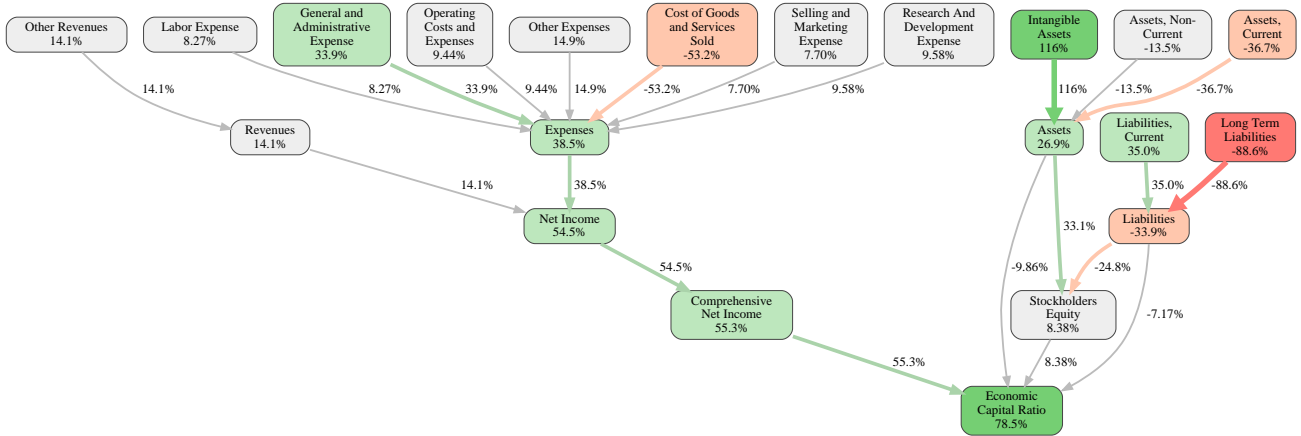 Other Revenues
14.1%
Labor Expense
8.27%
General and
Administrative
Expense
33.9%
Operating
Costs and
Expenses
9.44%
Other Expenses
14.9%
Cost of Goods
and Services
Sold
-53.2%
Selling and
Marketing
Expense
7.70%
Research And
Development
Expense
9.58%
Intangible
Assets
116%
Assets, Non-
Current
-13.5%
Assets,
Current
-36.7%
14.1%
8.27%
33.9%
9.44%
14.9%
-53.2%
7.70%
9.58%
116%
-13.5%
-36.7%
Revenues
14.1%
Expenses
38.5%
Assets
26.9%
Liabilities,
Current
35.0%
Long Term
Liabilities
-88.6%
14.1%
38.5%
35.0%
-88.6%
Net Income
54.5%
33.1%
Liabilities
-33.9%
54.5%
-9.86%
-24.8%
Comprehensive
Net Income
55.3%
Stockholders
Equity
8.38%
-7.17%
55.3%
8.38%
Economic
Capital Ratio
78.5%